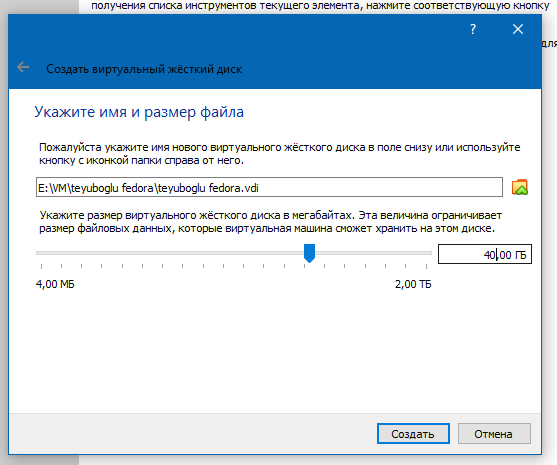 получения списка инструментов текущего элемента, нажмите соответствующую кнопку
для
?
Создать виртуальный жёсткий диск
Укажите имя и размер файла
Пожалуйста укажите имя нового виртуального жёсткого диска в поле снизу или используйте
кнопку с иконкой папки справа от него.
E:\VM\teyuboglu fedora\teyuboglu fedora.vdi
Укажите размер виртуального жёсткого диска в мегабайтах. Эта величина ограничивает
размер файловых данных, которые виртуальная машина сможет хранить на этом диске.
40,00 ГБ
4,00 МБ
2,00 ТБ
Создать
Отмена